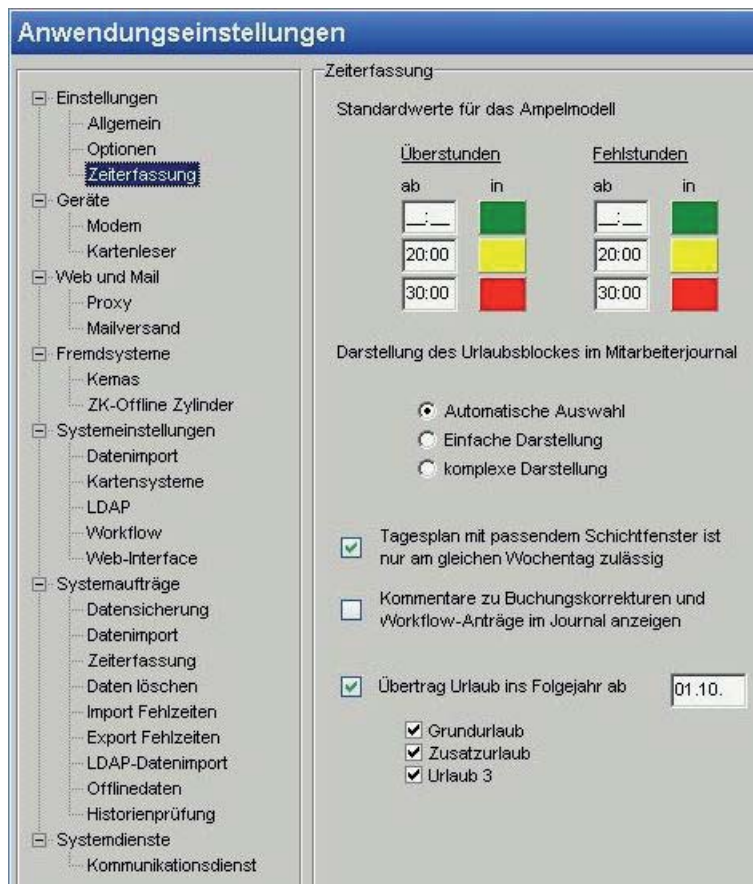 Anwendungseinstellungen
Einstellungen
Allgemein
Optionen
Zeiterfassung
Geräte
Modem
Kartenleser
Web und Mail
Proxy
Mailversand
Fremdsysteme
Kemas
ZK-Offline Zylinder
Systemeinstellungen
Datenimport
Kartensysteme
LDAP
Workflow
Web-Interface
Systemaufträge
Datensicherung
Datenimport
Zeiterfassung
Daten löschen
Import Fehlzeiten
Export Fehlzeiten
LDAP-Datenimport
Offlinedaten
Historienprüfung
Systemdienste
Kommunikationsdienst
Zeiterfassung
Standardwerte für das Ampelmodell
Überstunden Fehlstunden
ab in ab in
__:__ __:__
20:00 20:00
30:00 30:00
Darstellung des Urlaubsblockes im Mitarbeiterjournal
Automatische Auswahl
Einfache Darstellung
komplexe Darstellung
Tagesplan mit passendem Schichtfenster ist
nur am gleichen Wochentag zulässig
Kommentare zu Buchungskorrekturen und
Workflow-Anträge im Journal anzeigen
Übertrag Urlaub ins Folgejahr ab 01.10.
Grundurlaub
Zusatzurlaub
Urlaub 3